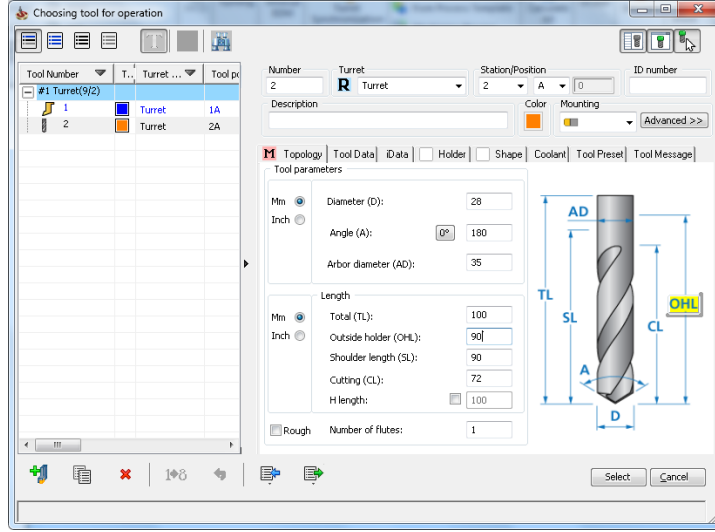 Choosing tool for operation
Tool Number T.. Turret ... Tool po
#1 Turret(9/2)
1 Turret 1A
2 Turret 2A
Number Turret Station/Position ID number
2 R Turret 2 A 0
Description Color Mounting
Advanced >>
M Topology Tool Data iData Holder Shape Coolant Tool Preset Tool Message
Tool parameters
Mm Diameter (D): 28
Inch
Angle (A): 0° 180
Arbor diameter (AD): 35
Length
Mm Total (TL): 100
Inch Outside holder (OHL): 90
Shoulder length (SL): 90
Cutting (CL): 72
H length: 100
Rough Number of flutes: 1
AD
TL
OHL
SL
CL
A
D
Select Cancel